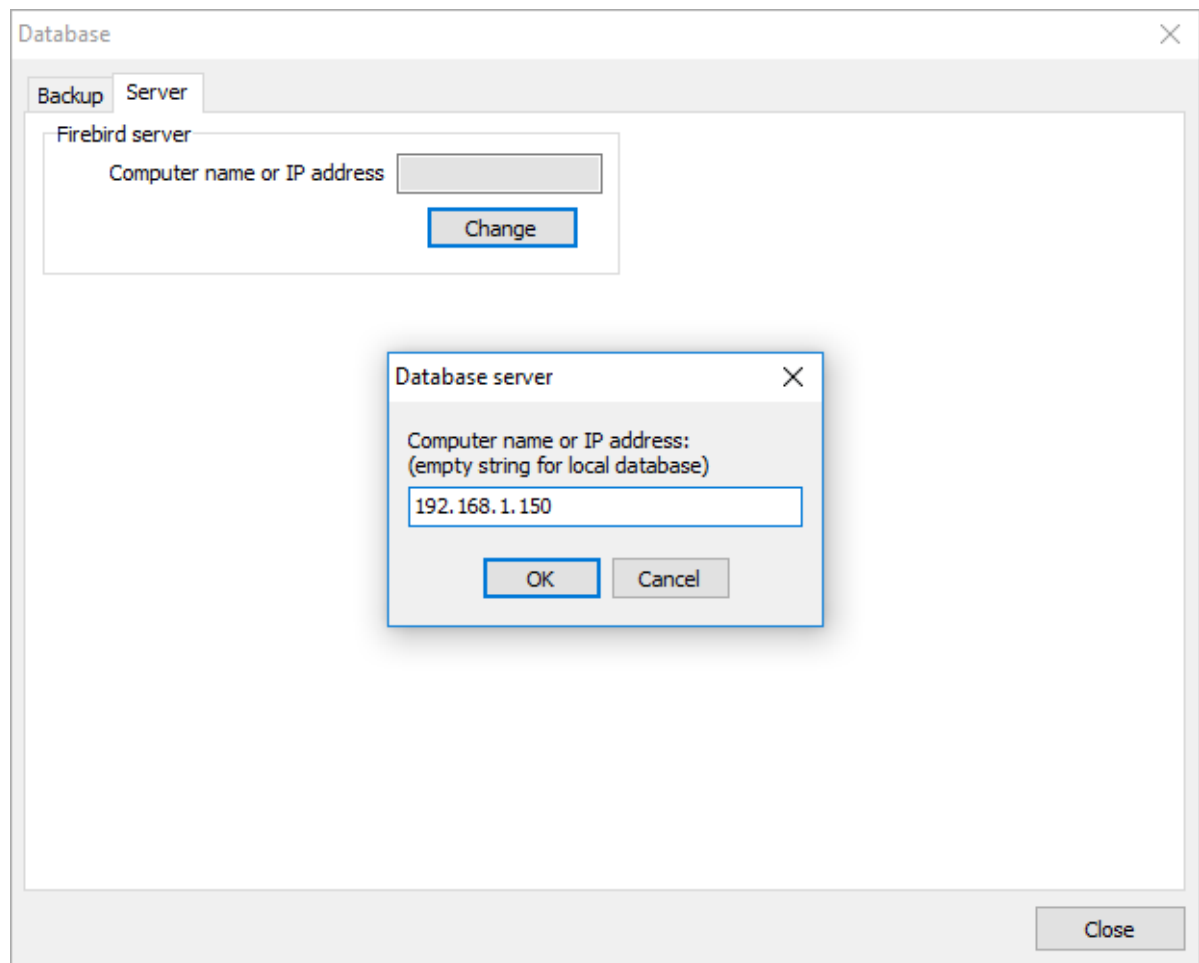 Database
Backup
Server
Firebird server
Computer name or IP address
Change
Database server
Computer name or IP address:
(empty string for local database)
192.168.1.150
OK
Cancel
Close